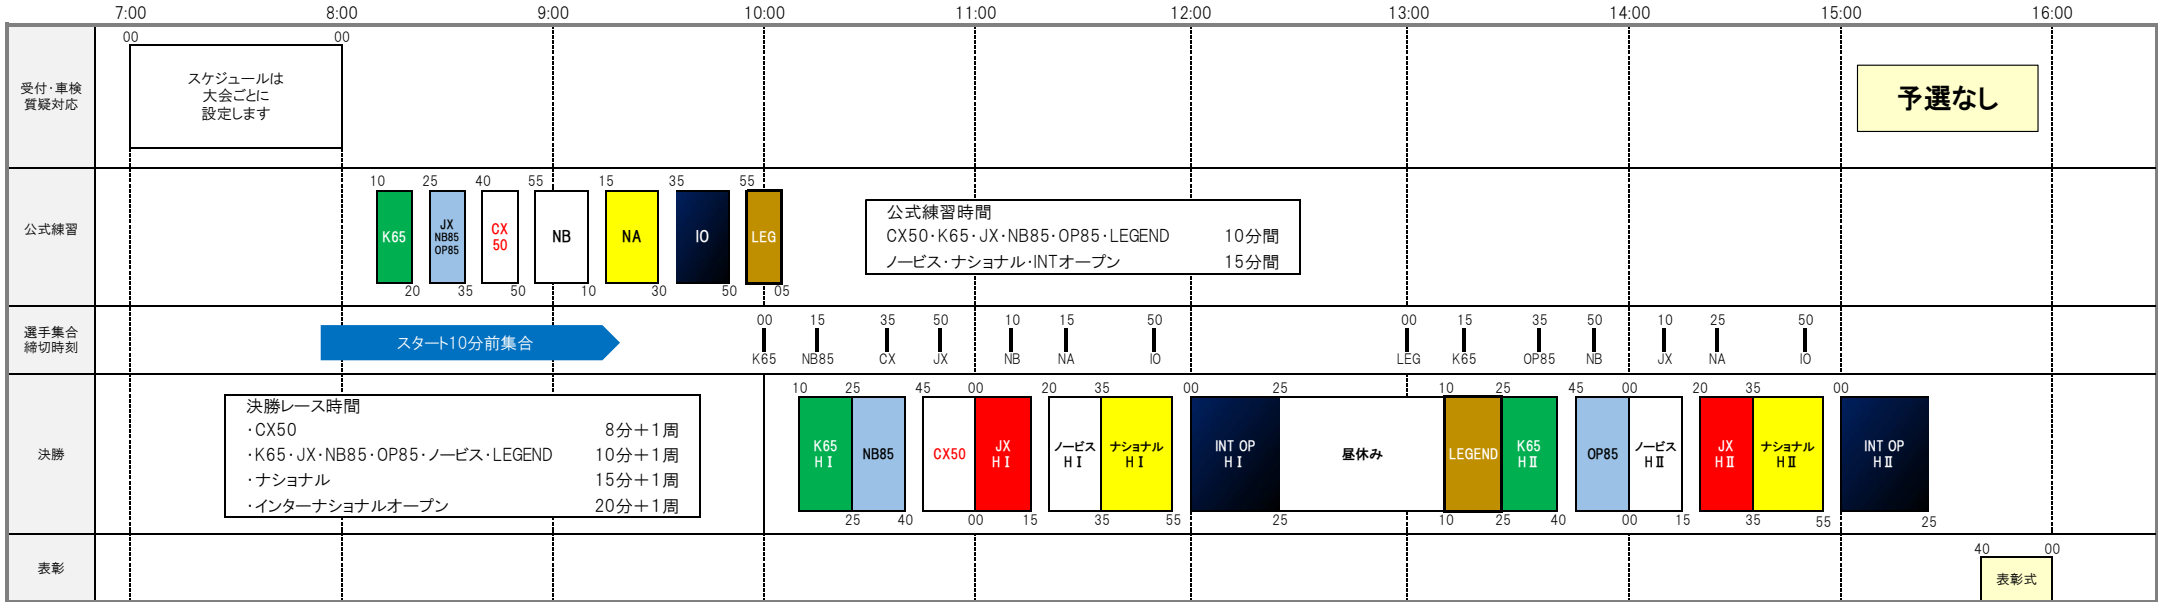 7:00 8:00 9:00 10:00 11:00 12:00 13:00 14:00 15:00 16:00
受付・車検
質疑対応
00 00
スケジュールは
大会ごとに
設定します
予選なし
公式練習
10 25 40 55 15 35 55
K65
JX
NB85
OP85
CX
50
NB
NA
IO
LEG
20 35 50 10 30 50 05
公式練習時間
CX50・K65・JX・NB85・OP85・LEGEND 10分間
ノービス・ナショナル・INTオープン 15分間
選手集合
締切時刻
スタート10分前集合
00 15 35 50 10 15 50 00 15 35 50 10 25 50
K65 NB85 CX JX NB NA IO LEG K65 OP85 NB JX NA IO
決勝
決勝レース時間
・CX50 8分+1周
・K65・JX・NB85・OP85・ノービス・LEGEND 10分+1周
・ナショナル 15分+1周
・インターナショナルオープン 20分+1周
10 25 45 00 20 35 00 25 10 25 45 00 20 35 00
K65
HⅠ
NB85
CX50
JX
HⅠ
ノービス
HⅠ
ナショナル
HⅠ
INT OP
HⅠ
昼休み
LEGEND
K65
HⅡ
OP85
ノービス
HⅡ
JX
HⅡ
ナショナル
HⅡ
INT OP
HⅡ
25 40 00 15 35 55 25 10 25 40 00 15 35 55 25
表彰
40 00
表彰式